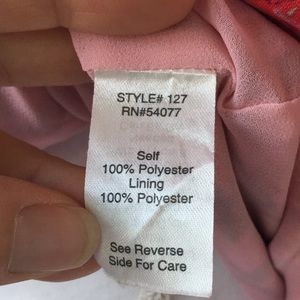 STYLE# 127
RN#54077
Self
100% Polyester
Lining
100% Polyester
See Reverse
Side For Care